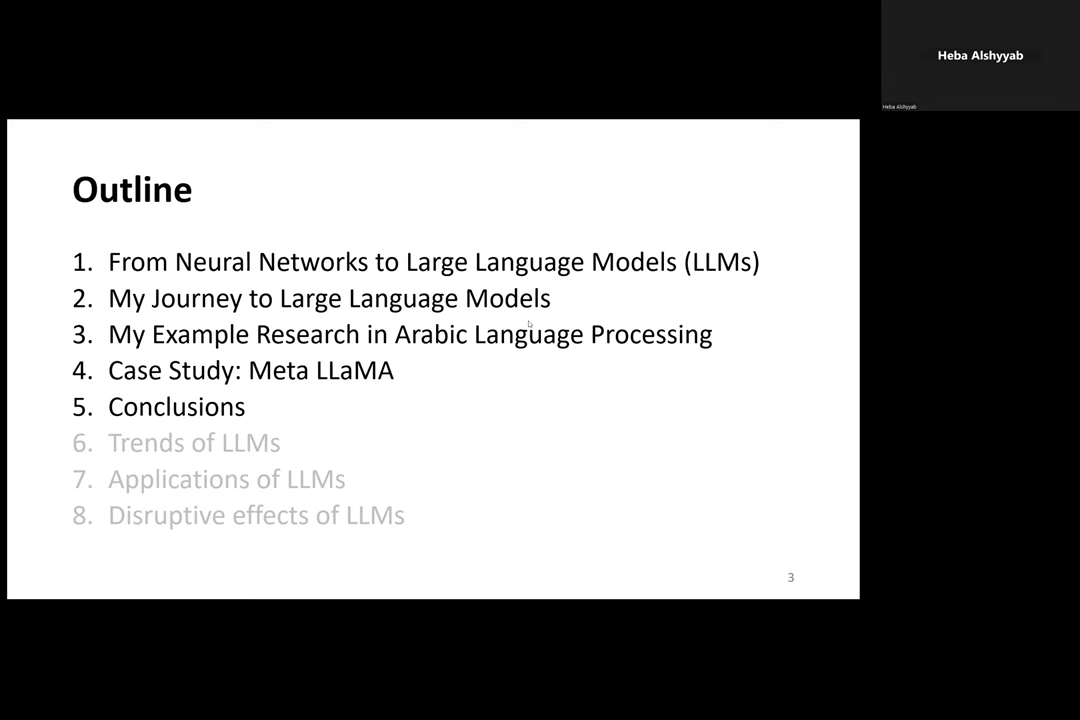 Heba Alshyyab
Heba Alshyyab
Outline
1. From Neural Networks to Large Language Models (LLMs)
2. My Journey to Large Language Models
3. My Example Research in Arabic Language Processing
4. Case Study: Meta LLaMA
5. Conclusions
6. Trends of LLMs
7. Applications of LLMs
8. Disruptive effects of LLMs
3